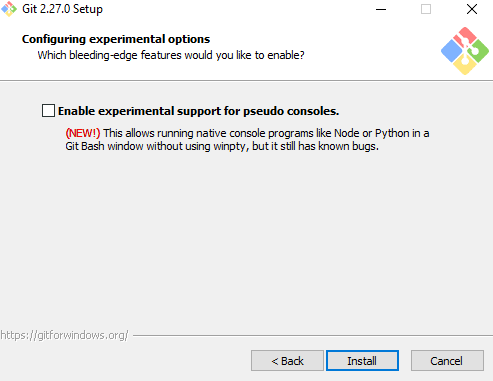 Git 2.27.0 Setup
Configuring experimental options
Which bleeding-edge features would you like to enable?
Enable experimental support for pseudo consoles.
(NEW!) This allows running native console programs like Node or Python in a
Git Bash window without using winpty, but it still has known bugs.
https://gitforwindows.org/
< Back
Install
Cancel